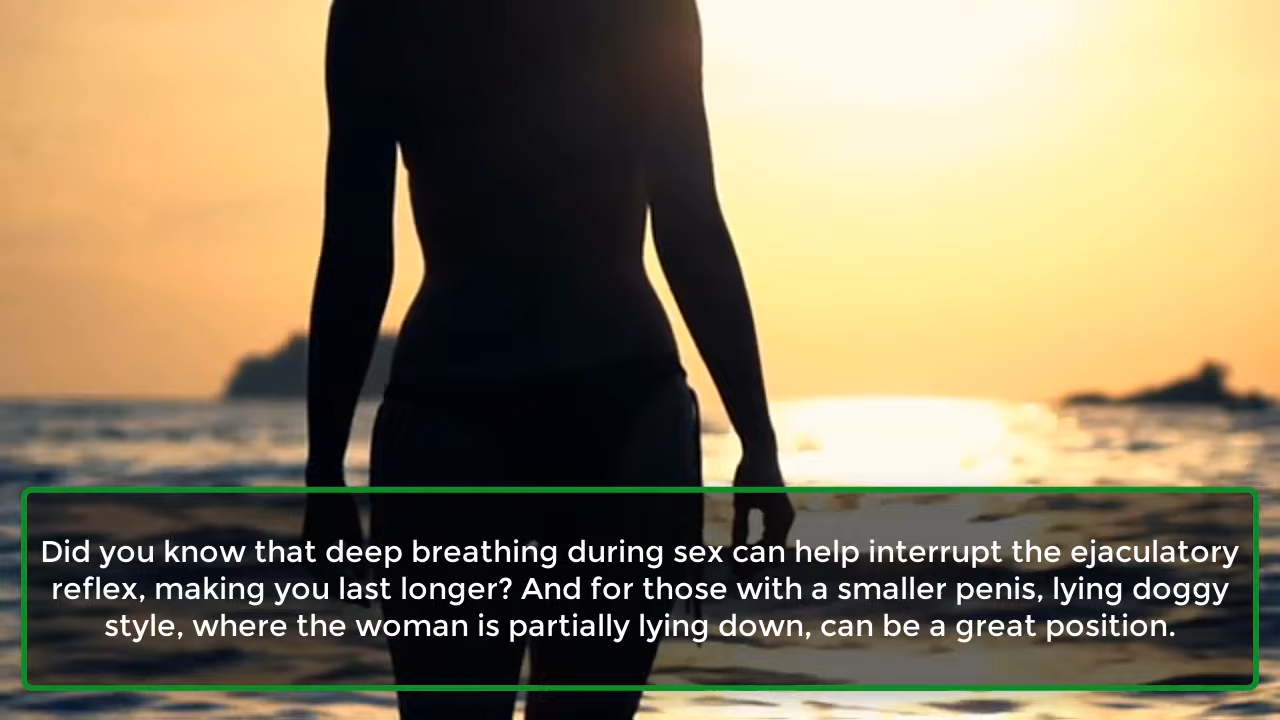 Did you know that deep breathing during sex can help interrupt the ejaculatory
reflex, making you last longer? And for those with a smaller penis, lying doggy
style, where the woman is partially lying down, can be a great position.